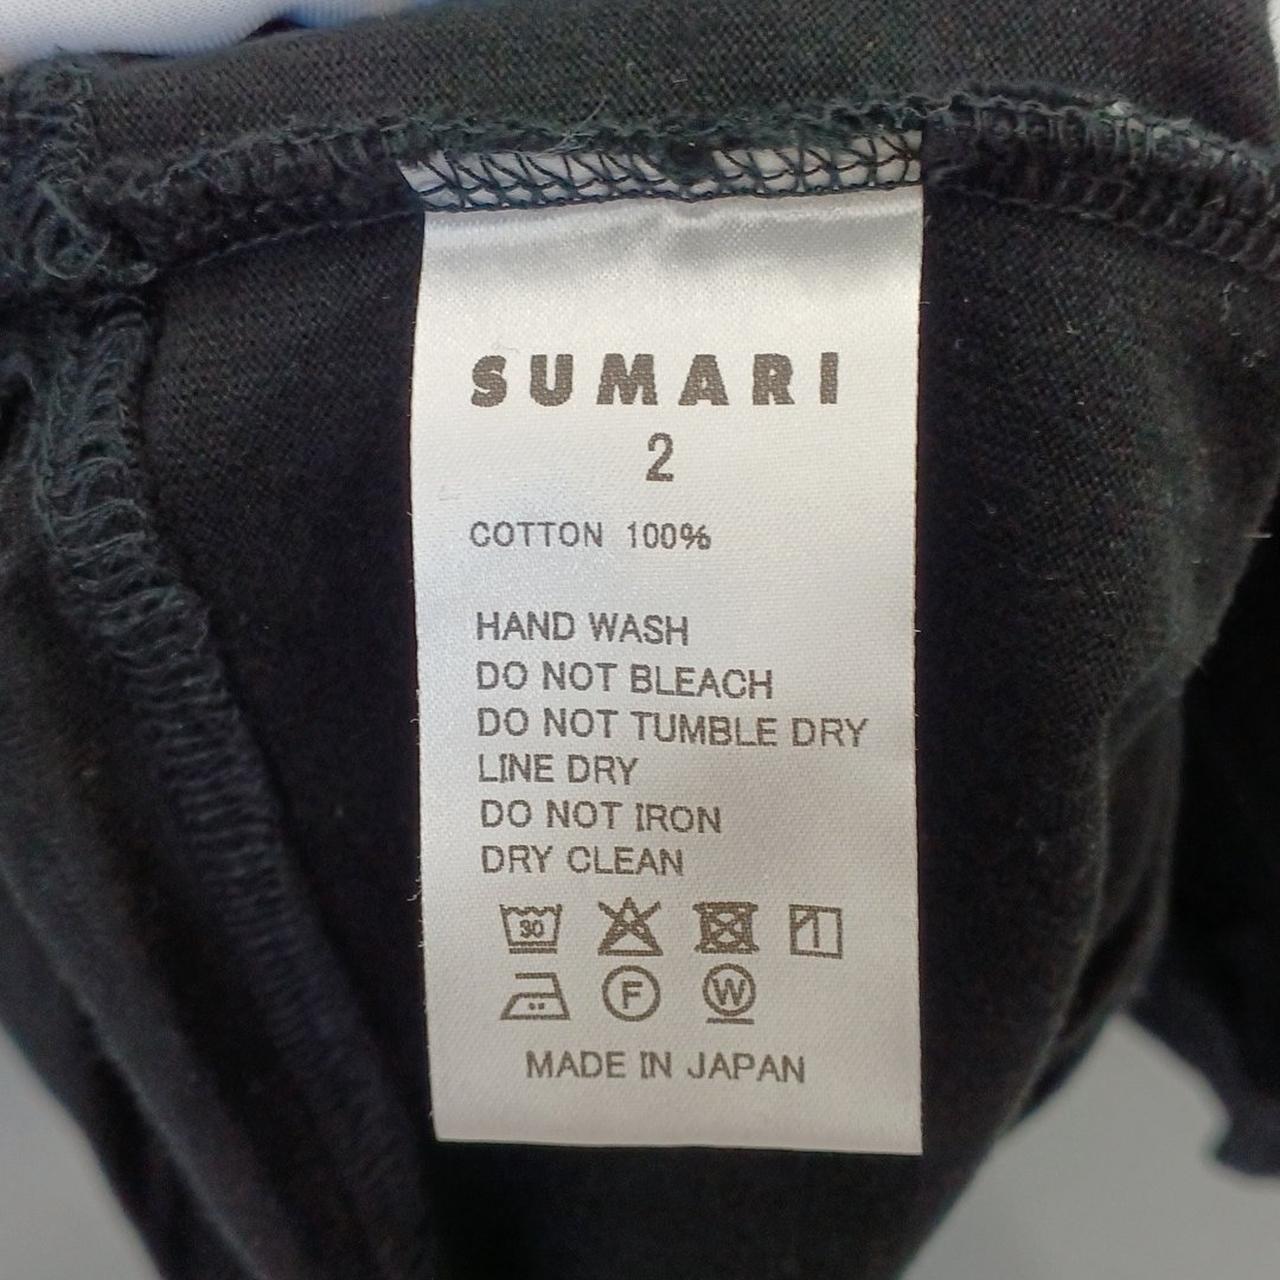 SUMARI
2
COTTON 100%
HAND WASH
DO NOT BLEACH
DO NOT TUMBLE DRY
LINE DRY
DO NOT IRON
DRY CLEAN
30
F W
MADE IN JAPAN